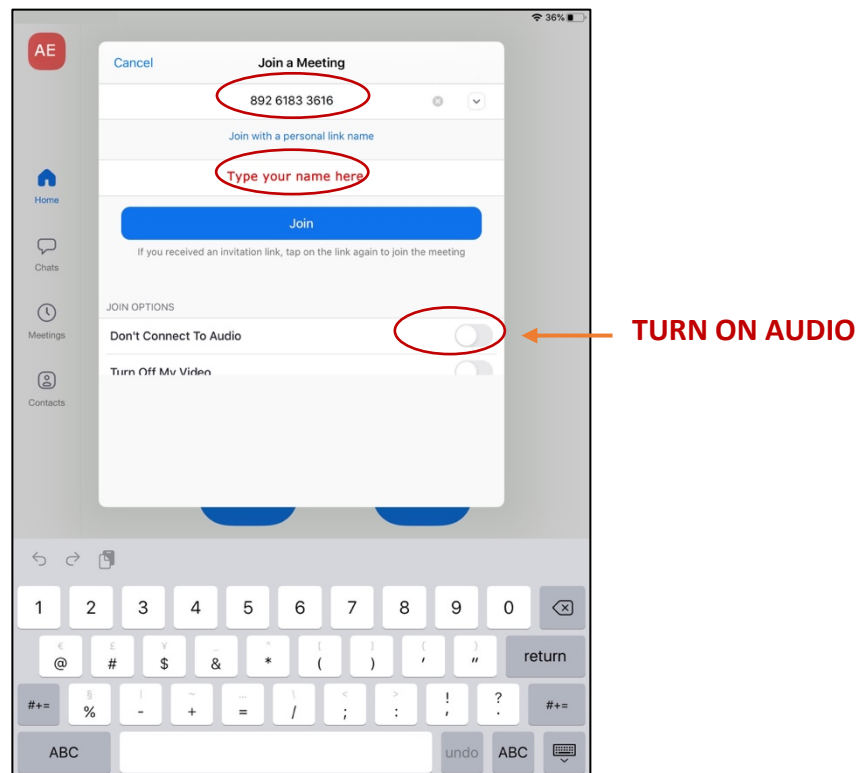 36%
AE
Cancel
Join a Meeting
892 6183 3616
Join with a personal link name
Type your name here
Home
Join
If you received an invitation link, tap on the link again to join the meeting
Chats
JOIN OPTIONS
Meetings
Don't Connect To Audio
TURN ON AUDIO
Turn Off My Video
Contacts
1 2 3 4 5 6 7 8 9 0
€ £ ¥ _ ^ [ ] { }
@ # $ & * ( ) ' " return
§ | ~ ... \ < > ! ?
#+= % - + = / ; : , . #+=
ABC undo ABC